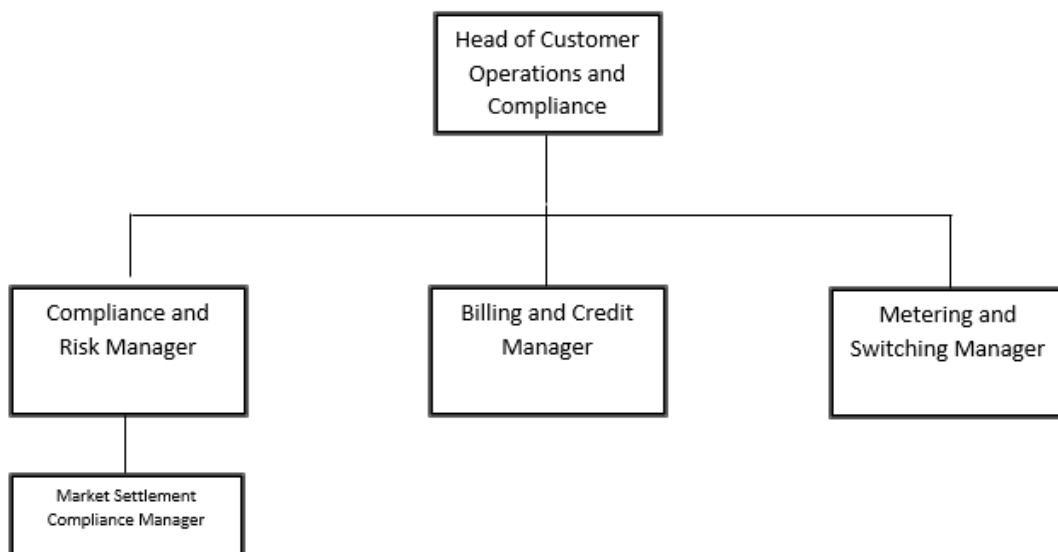 Head of Customer
Operations and
Compliance
Compliance and
Risk Manager
Billing and Credit
Manager
Metering and
Switching Manager
Market Settlement
Compliance Manager